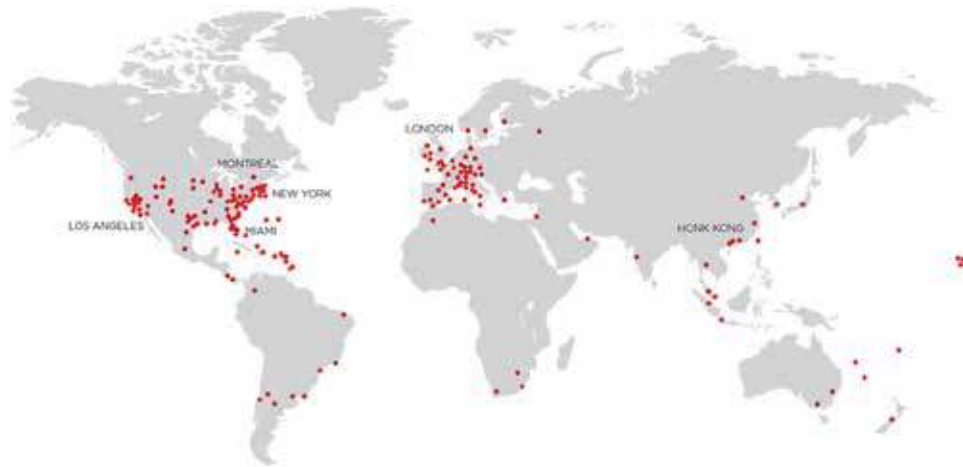 LONDON
MONTREAL
NEW YORK
LOS ANGELES
MIAMI
HONK KONG